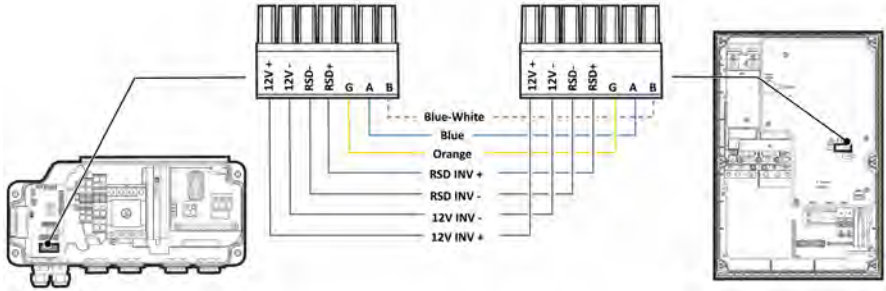 12V + 12V - RSD- RSD+ G A B
12V + 12V - RSD- RSD+ G A B
Blue-White
Blue
Orange
RSD INV +
RSD INV -
12V INV -
12V INV +